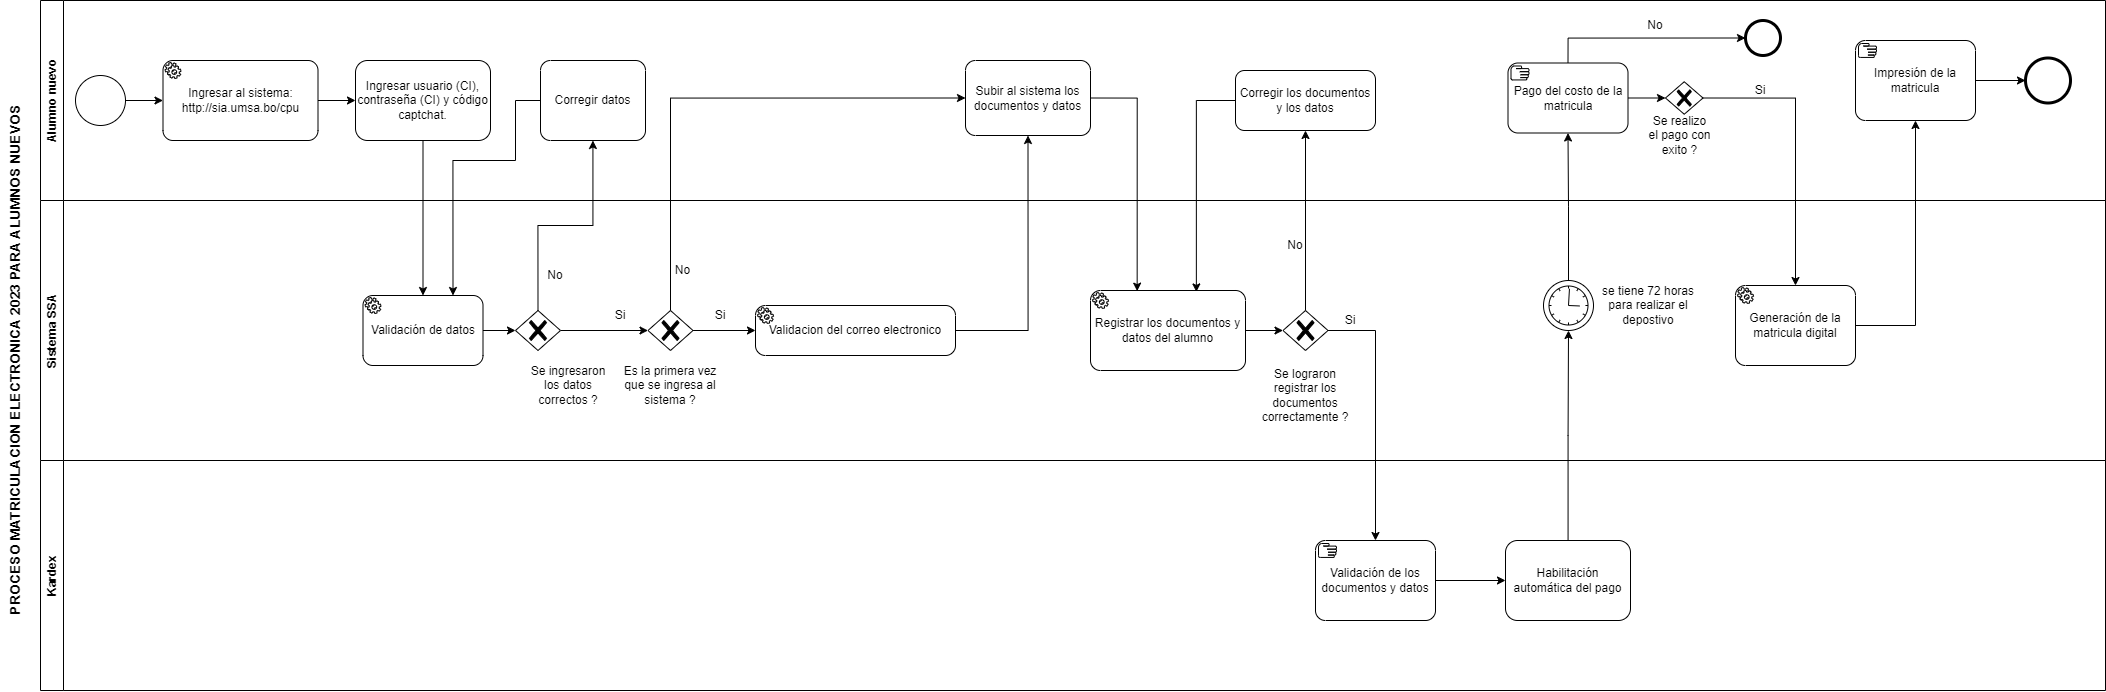 PROCESO MATRICULACION ELECTRONICA 2023 PARA ALUMNOS NUEVOS
Alumno nuevo
Ingresar al sistema:
http://sia.umsa.bo/cpu
Ingresar usuario (CI),
contraseña (CI) y código
captchat.
Corregir datos
Subir al sistema los
documentos y datos
Corregir los documentos
y los datos
Pago del costo de la
matricula
No
Se realizo
el pago con
exito ?
Si
Impresión de la
matricula
Sistema SSA
Validación de datos
No
Se ingresaron
los datos
correctos ?
Si
No
Es la primera vez
que se ingresa al
sistema ?
Si
Validacion del correo electronico
Registrar los documentos y
datos del alumno
No
Se lograron
registrar los
documentos
correctamente ?
Si
se tiene 72 horas
para realizar el
depostivo
Generación de la
matricula digital
Kardex
Validación de los
documentos y datos
Habilitación
automática del pago